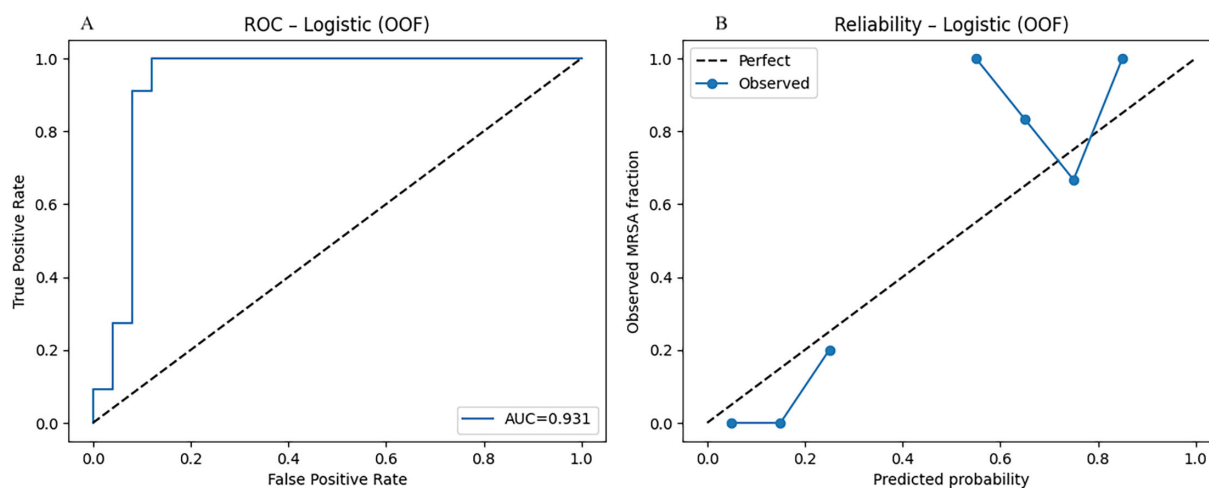 A
ROC – Logistic (OOF)
True Positive Rate
1.0
0.8
0.6
0.4
0.2
0.0
AUC=0.931
0.0 0.2 0.4 0.6 0.8 1.0
False Positive Rate
B
Reliability – Logistic (OOF)
Perfect
Observed
Observed MRSA fraction
1.0
0.8
0.6
0.4
0.2
0.0
0.0 0.2 0.4 0.6 0.8 1.0
Predicted probability